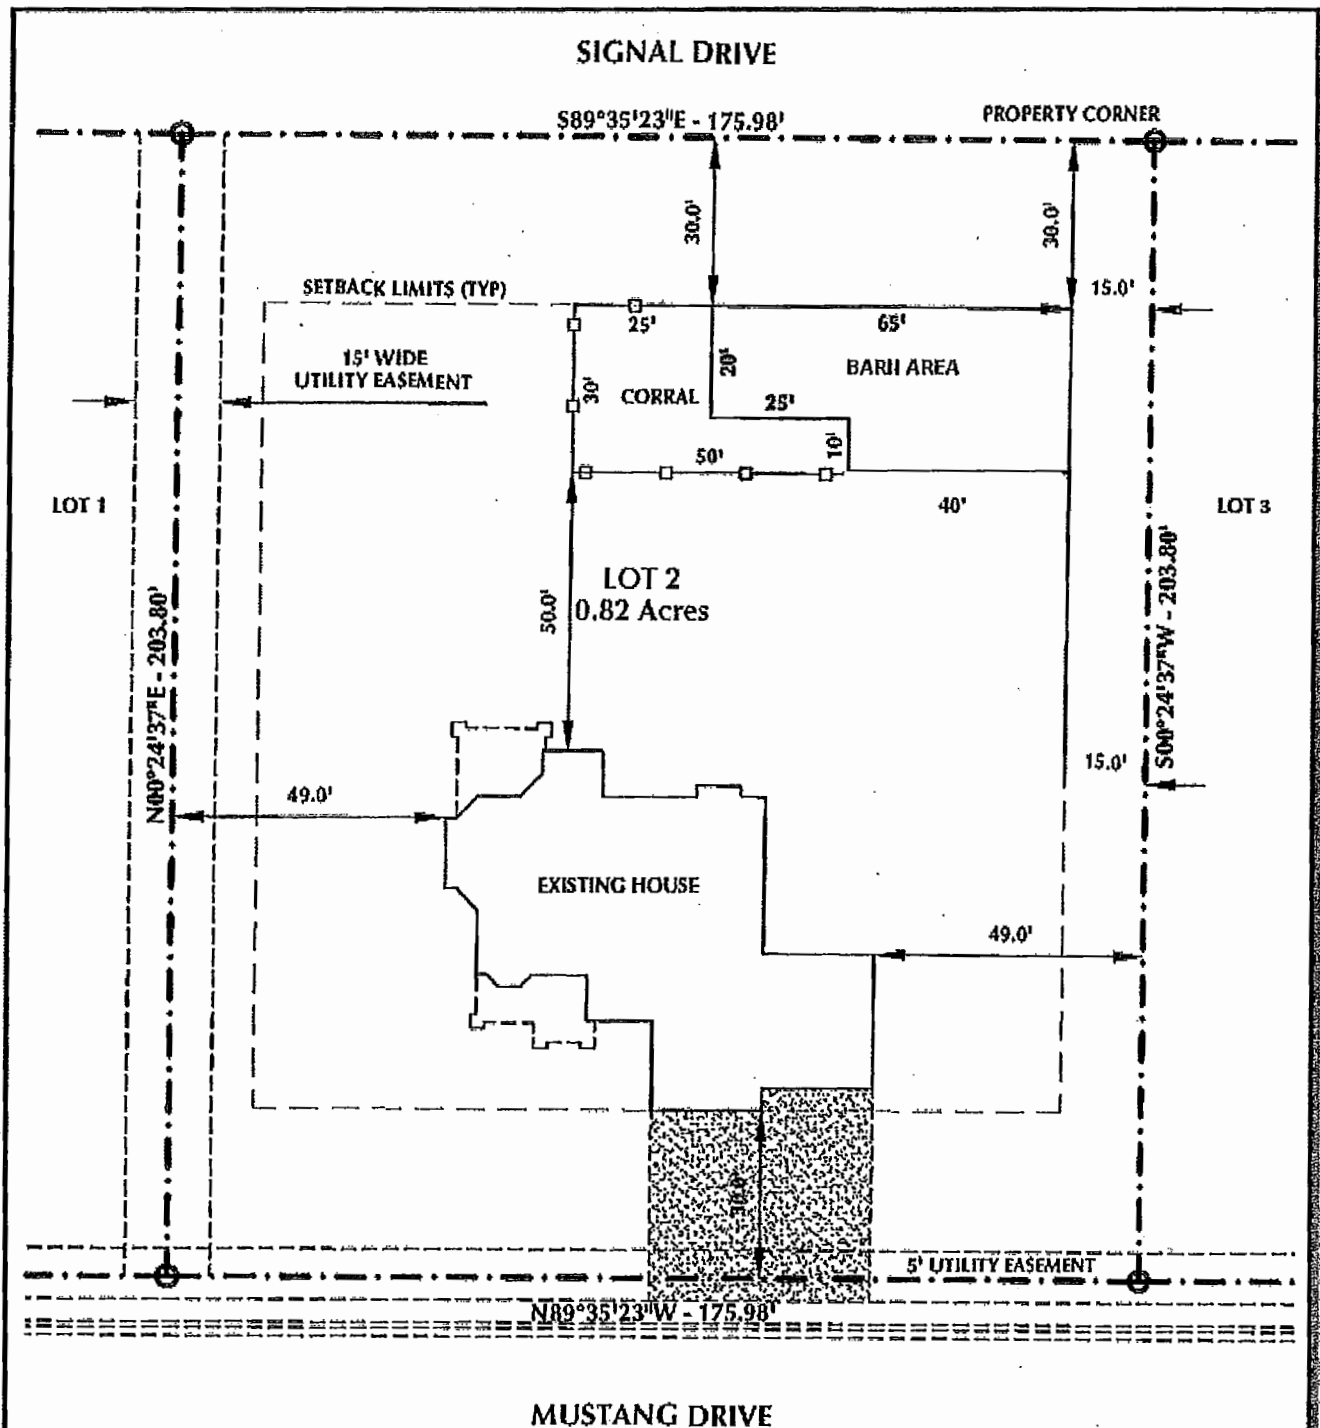 SIGNAL DRIVE
S89°35'23"E - 175.98'
PROPERTY CORNER
30.0'
30.0'
SETBACK LIMITS (TYP)
15.0'
25'
65'
15' WIDE
UTILITY EASEMENT
20'
BARN AREA
30'
CORRAL
25'
10'
50'
40'
LOT 1
LOT 3
LOT 2
0.82 Acres
50.0'
N00°24'37"E - 203.80'
S00°24'37"W - 203.80'
15.0'
49.0'
EXISTING HOUSE
49.0'
30.0'
5' UTILITY EASEMENT
N89°35'23"W - 175.98'
MUSTANG DRIVE